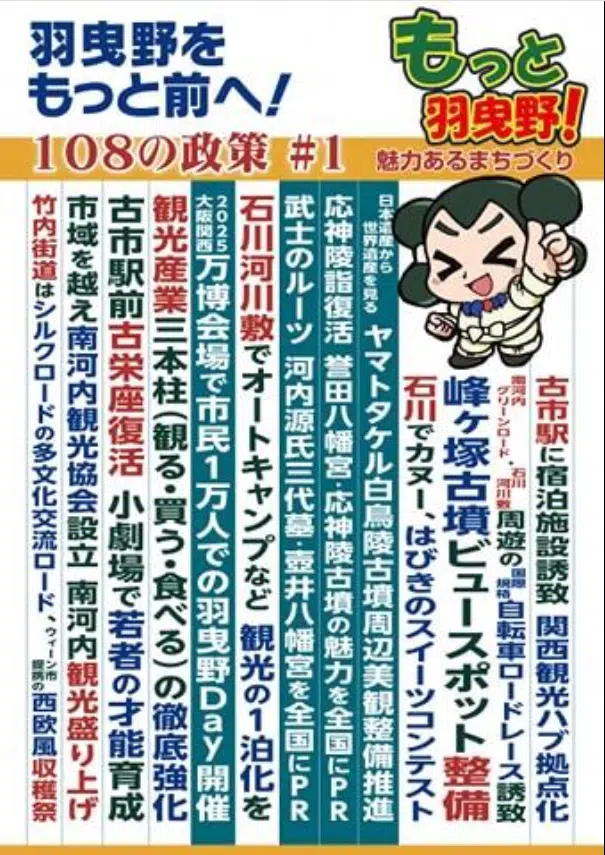 羽曳野を
もっと前へ！
もっと
羽曳野！
108の政策 #1
魅力あるまちづくり
古市駅に宿泊施設誘致 関西観光ハブ拠点化
南河内グリーンロード・石川河川敷周遊の国際規格自転車ロードレース誘致
峰ヶ塚古墳ビュースポット整備
石川でカヌー、はびきのスイーツコンテスト
日本遺産から世界遺産を見る ヤマトタケル白鳥陵古墳周辺美観整備推進
応神陵詣復活 誉田八幡宮・応神陵古墳の魅力を全国にPR
武士のルーツ 河内源氏三代墓 壺井八幡宮を全国にPR
石川河川敷でオートキャンプなど 観光の1泊化を
2025大阪関西万博会場で市民1万人での羽曳野Day開催
観光産業三本柱(観る・買う・食べる)の徹底強化
古市駅前古栄座復活 小劇場で若者の才能育成
市域を越え南河内観光協会設立 南河内観光盛り上げ
竹内街道はシルクロードの多文化交流ロード、ウィーン市提携の西欧風収穫祭